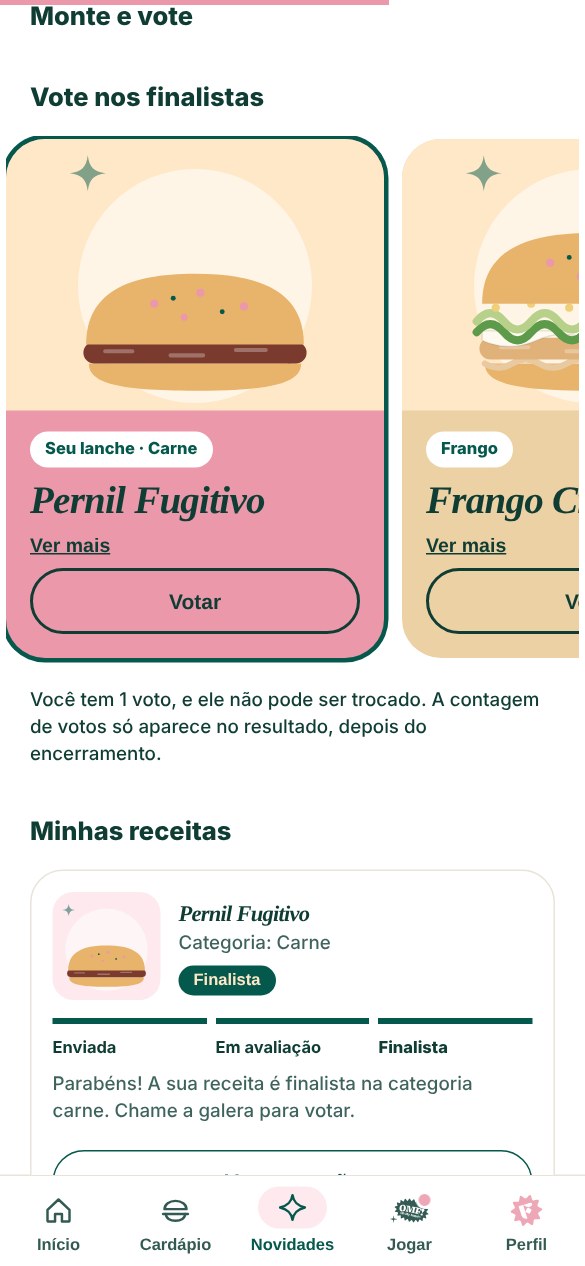 Monte e vote
Vote nos finalistas
Seu lanche · Carne
Pernil Fugitivo
Ver mais
Votar
Frango
Frango C
Ver mais
Você tem 1 voto, e ele não pode ser trocado. A contagem
de votos só aparece no resultado, depois do
encerramento.
Minhas receitas
Pernil Fugitivo
Categoria: Carne
Finalista
Enviada
Em avaliação
Finalista
Parabéns! A sua receita é finalista na categoria
carne. Chame a galera para votar.
OMG!
Início
Cardápio
Novidades
Jogar
Perfil